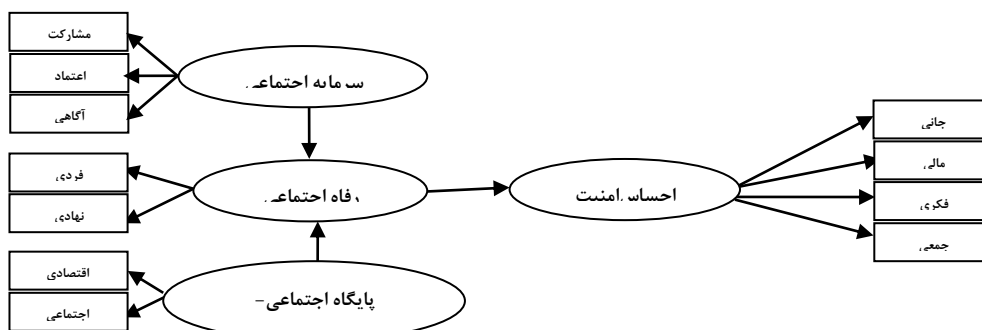 مشارکت
اعتماد
آگاهی
سرمایه اجتماعی
فردی
نهادی
رفاه اجتماعی
اقتصادی
اجتماعی
پایگاه اجتماعی-
احساس امنیت
جانی
مالی
فکری
جمعی